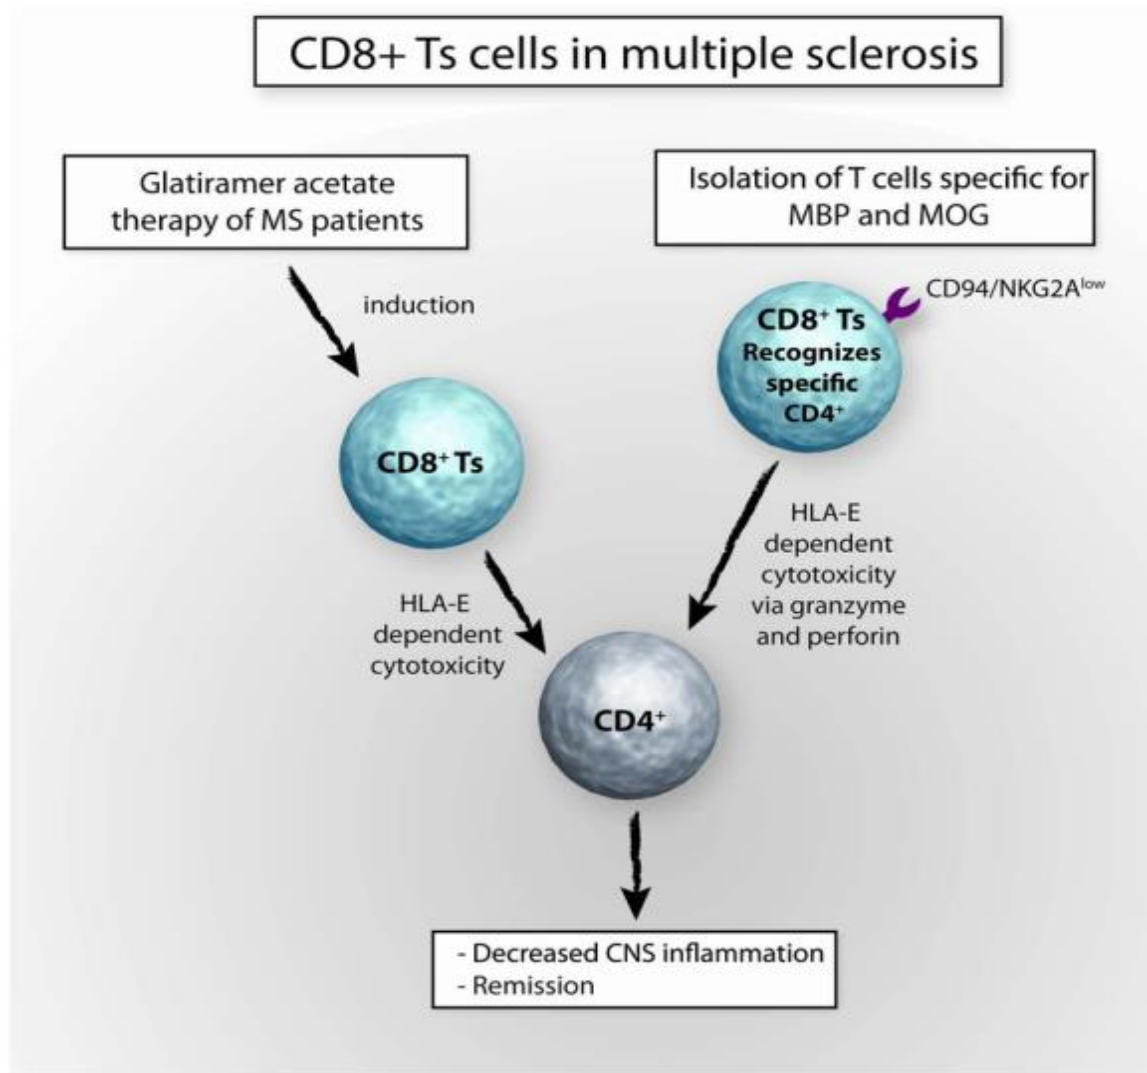 CD8+ Ts cells in multiple sclerosis
Glatiramer acetate
therapy of MS patients
Isolation of T cells specific for
MBP and MOG
induction
CD94/NKG2Alow
CD8+ Ts
Recognizes
specific
CD4+
CD8+ Ts
HLA-E
dependent
cytotoxicity
HLA-E
dependent
cytotoxicity
via granzyme
and perforin
CD4+
- Decreased CNS inflammation
- Remission